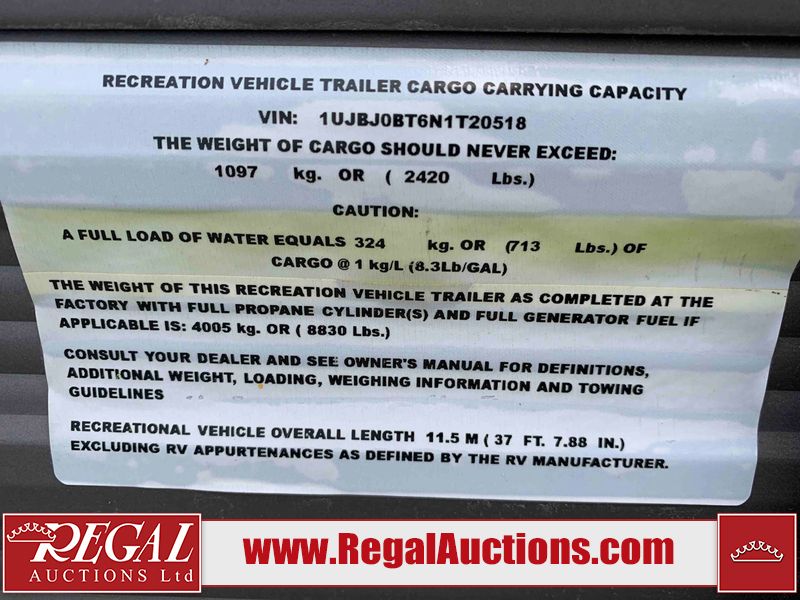 RECREATION VEHICLE TRAILER CARGO CARRYING CAPACITY
VIN: 1UJBJ0BT6N1T20518
THE WEIGHT OF CARGO SHOULD NEVER EXCEED:
1097 kg. OR ( 2420 Lbs.)
CAUTION:
A FULL LOAD OF WATER EQUALS 324 kg. OR (713 Lbs.) OF
CARGO @ 1 kg/L (8.3Lb/GAL)
THE WEIGHT OF THIS RECREATION VEHICLE TRAILER AS COMPLETED AT THE
FACTORY WITH FULL PROPANE CYLINDER(S) AND FULL GENERATOR FUEL IF
APPLICABLE IS: 4005 kg. OR ( 8830 Lbs.)
CONSULT YOUR DEALER AND SEE OWNER'S MANUAL FOR DEFINITIONS,
ADDITIONAL WEIGHT, LOADING, WEIGHING INFORMATION AND TOWING
GUIDELINES
RECREATIONAL VEHICLE OVERALL LENGTH 11.5 M ( 37 FT. 7.88 IN.)
EXCLUDING RV APPURTENANCES AS DEFINED BY THE RV MANUFACTURER.
REGAL
AUCTIONS Ltd
www.RegalAuctions.com